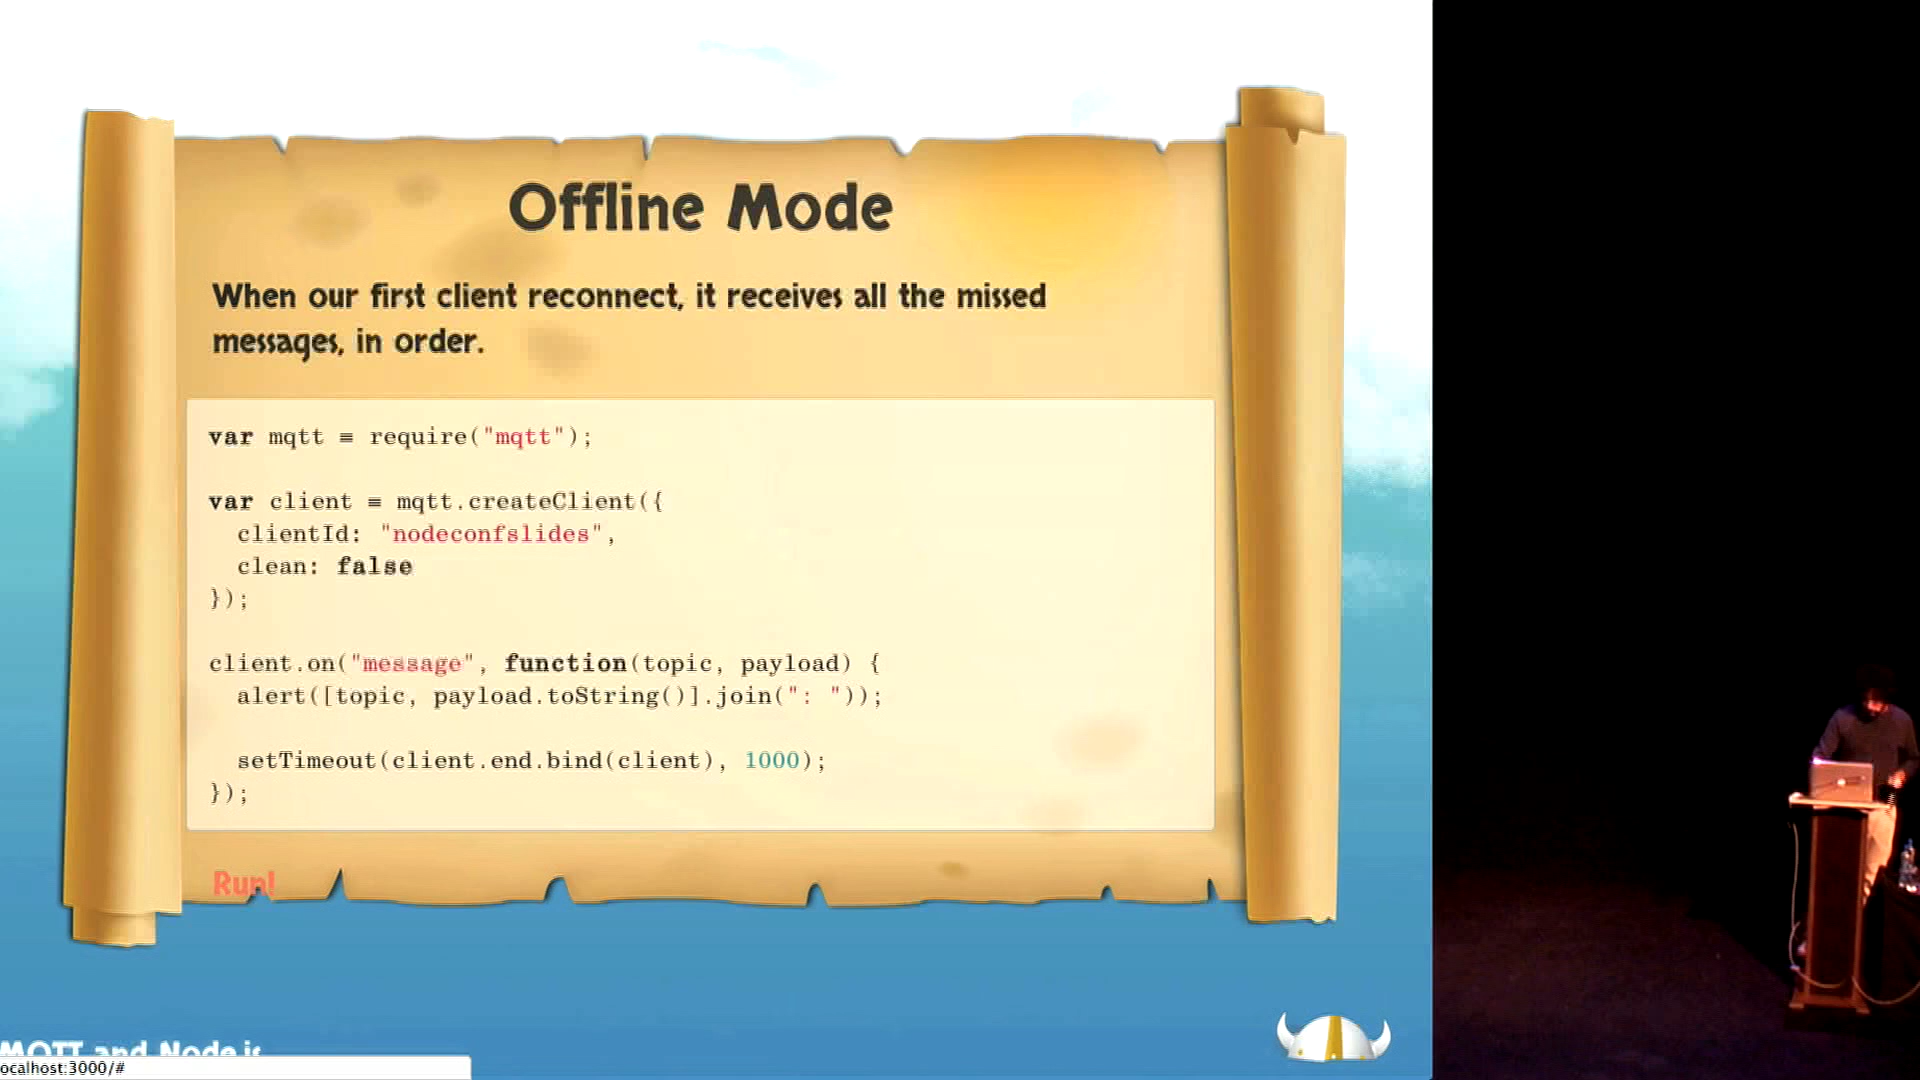 Offline Mode
When our first client reconnect, it receives all the missed
messages, in order.
var mqtt = require("mqtt");
var client = mqtt.createClient({
clientId: "nodeconfslides",
clean: false
});
client.on("message", function(topic, payload) {
alert([topic, payload.toString()].join(": "));
setTimeout(client.end.bind(client), 1000);
});
Run!
MQTT and Node.js
ocalhost:3000/#